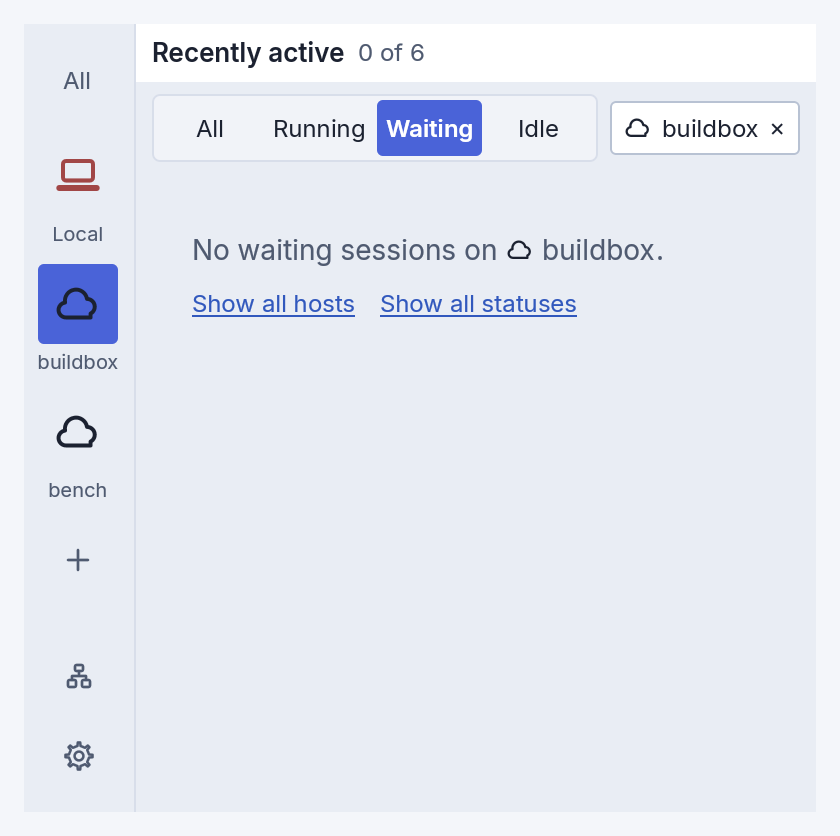 All
Local
buildbox
bench
Recently active 0 of 6
All Running Waiting Idle buildbox ×
No waiting sessions on buildbox.
Show all hosts Show all statuses